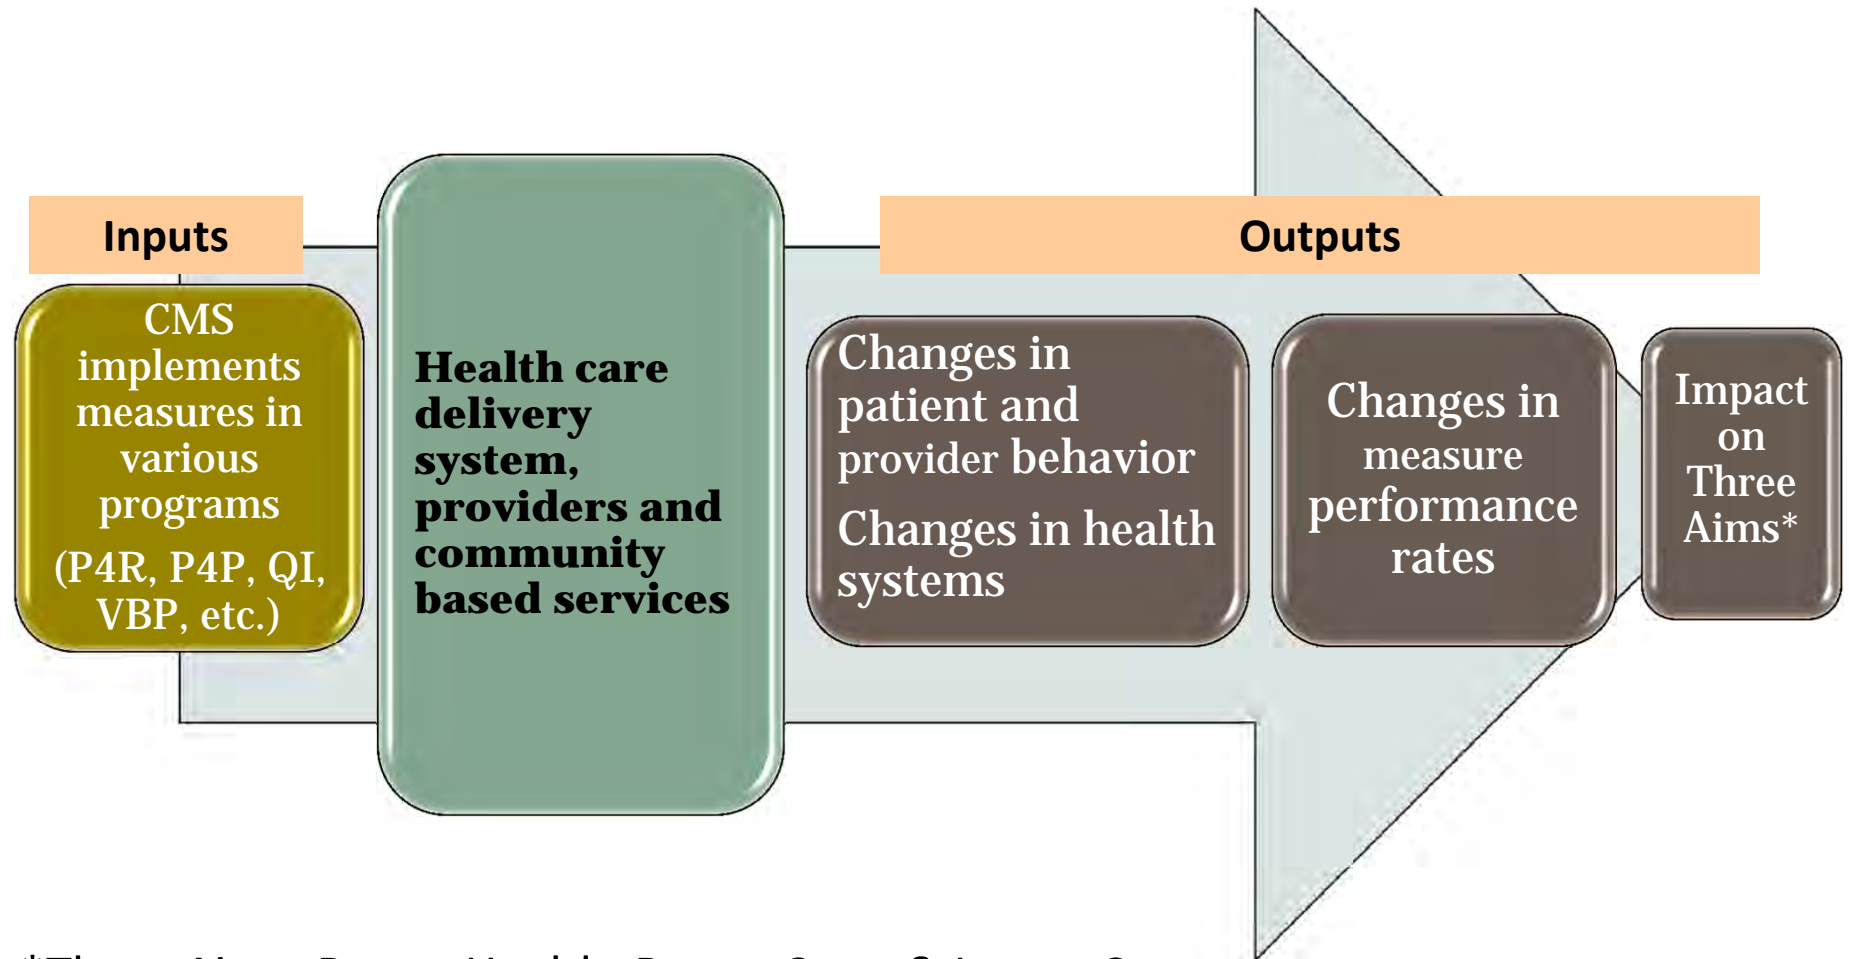 Inputs
Outputs
CMS
implements
measures in
various
programs
(P4R, P4P, QI,
VBP, etc.)
Health care
delivery
system,
providers and
community
based services
Changes in
patient and
provider behavior
Changes in health
systems
Changes in
measure
performance
rates
Impact
on
Three
Aims*